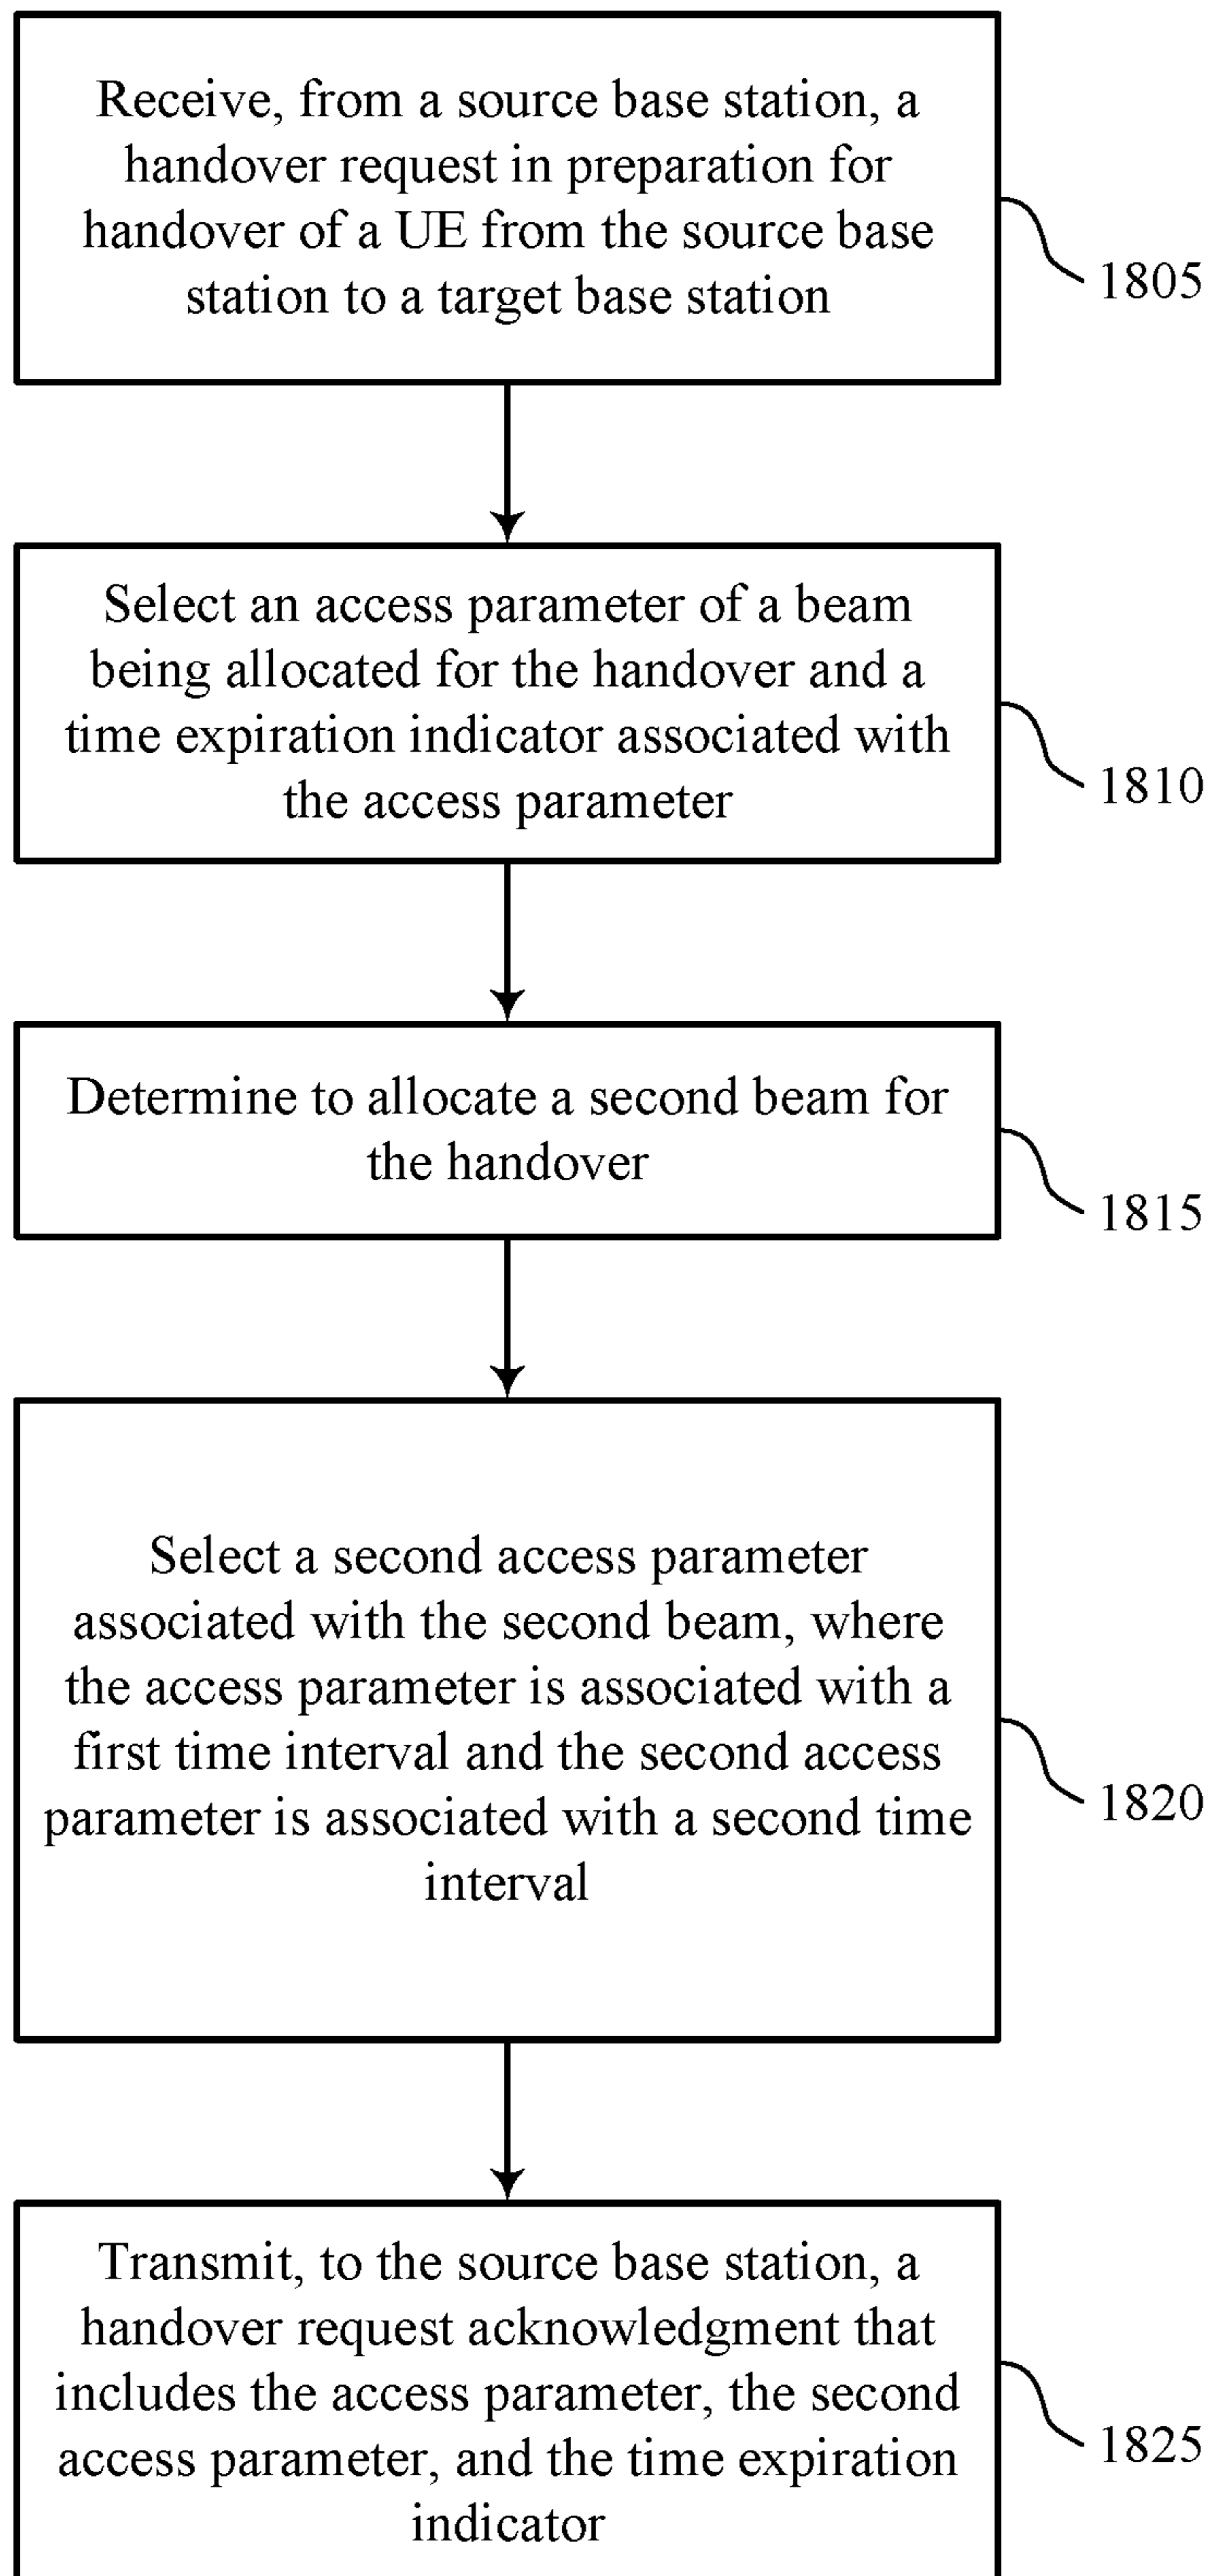 Receive, from a source base station, a
handover request in preparation for
handover of a UE from the source base
station to a target base station
1805
Select an access parameter of a beam
being allocated for the handover and a
time expiration indicator associated with
the access parameter
1810
Determine to allocate a second beam for
the handover
1815
Select a second access parameter
associated with the second beam, where
the access parameter is associated with a
first time interval and the second access
parameter is associated with a second time
interval
1820
Transmit, to the source base station, a
handover request acknowledgment that
includes the access parameter, the second
access parameter, and the time expiration
indicator
1825